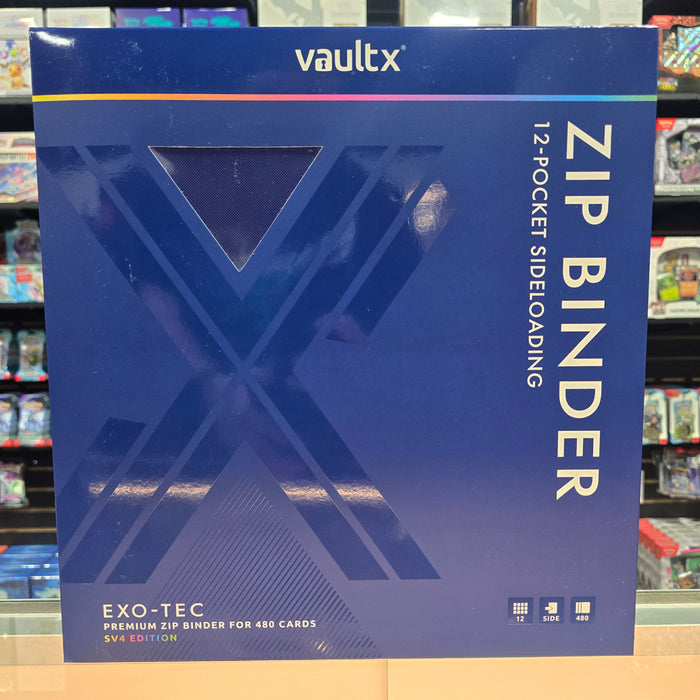 vaultx®
ZIP BINDER
12-POCKET SIDELOADING
EXO-TEC
PREMIUM ZIP BINDER FOR 480 CARDS
SV4 EDITION
12
SIDE
480